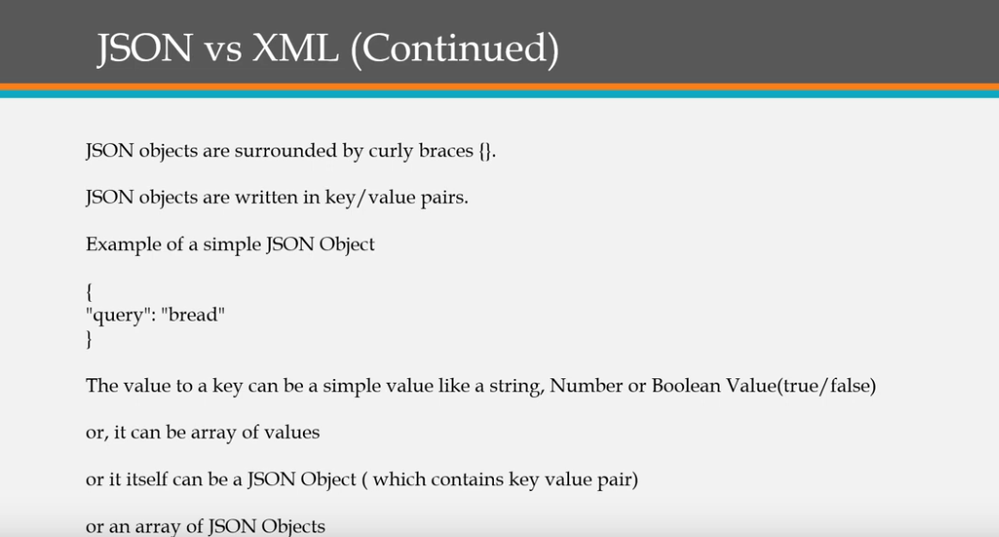 JSON vs XML (Continued)
JSON objects are surrounded by curly braces {}.
JSON objects are written in key/value pairs.
Example of a simple JSON Object
{
"query": "bread"
}
The value to a key can be a simple value like a string, Number or Boolean Value(true/false)
or, it can be array of values
or it itself can be a JSON Object ( which contains key value pair)
or an array of JSON Objects